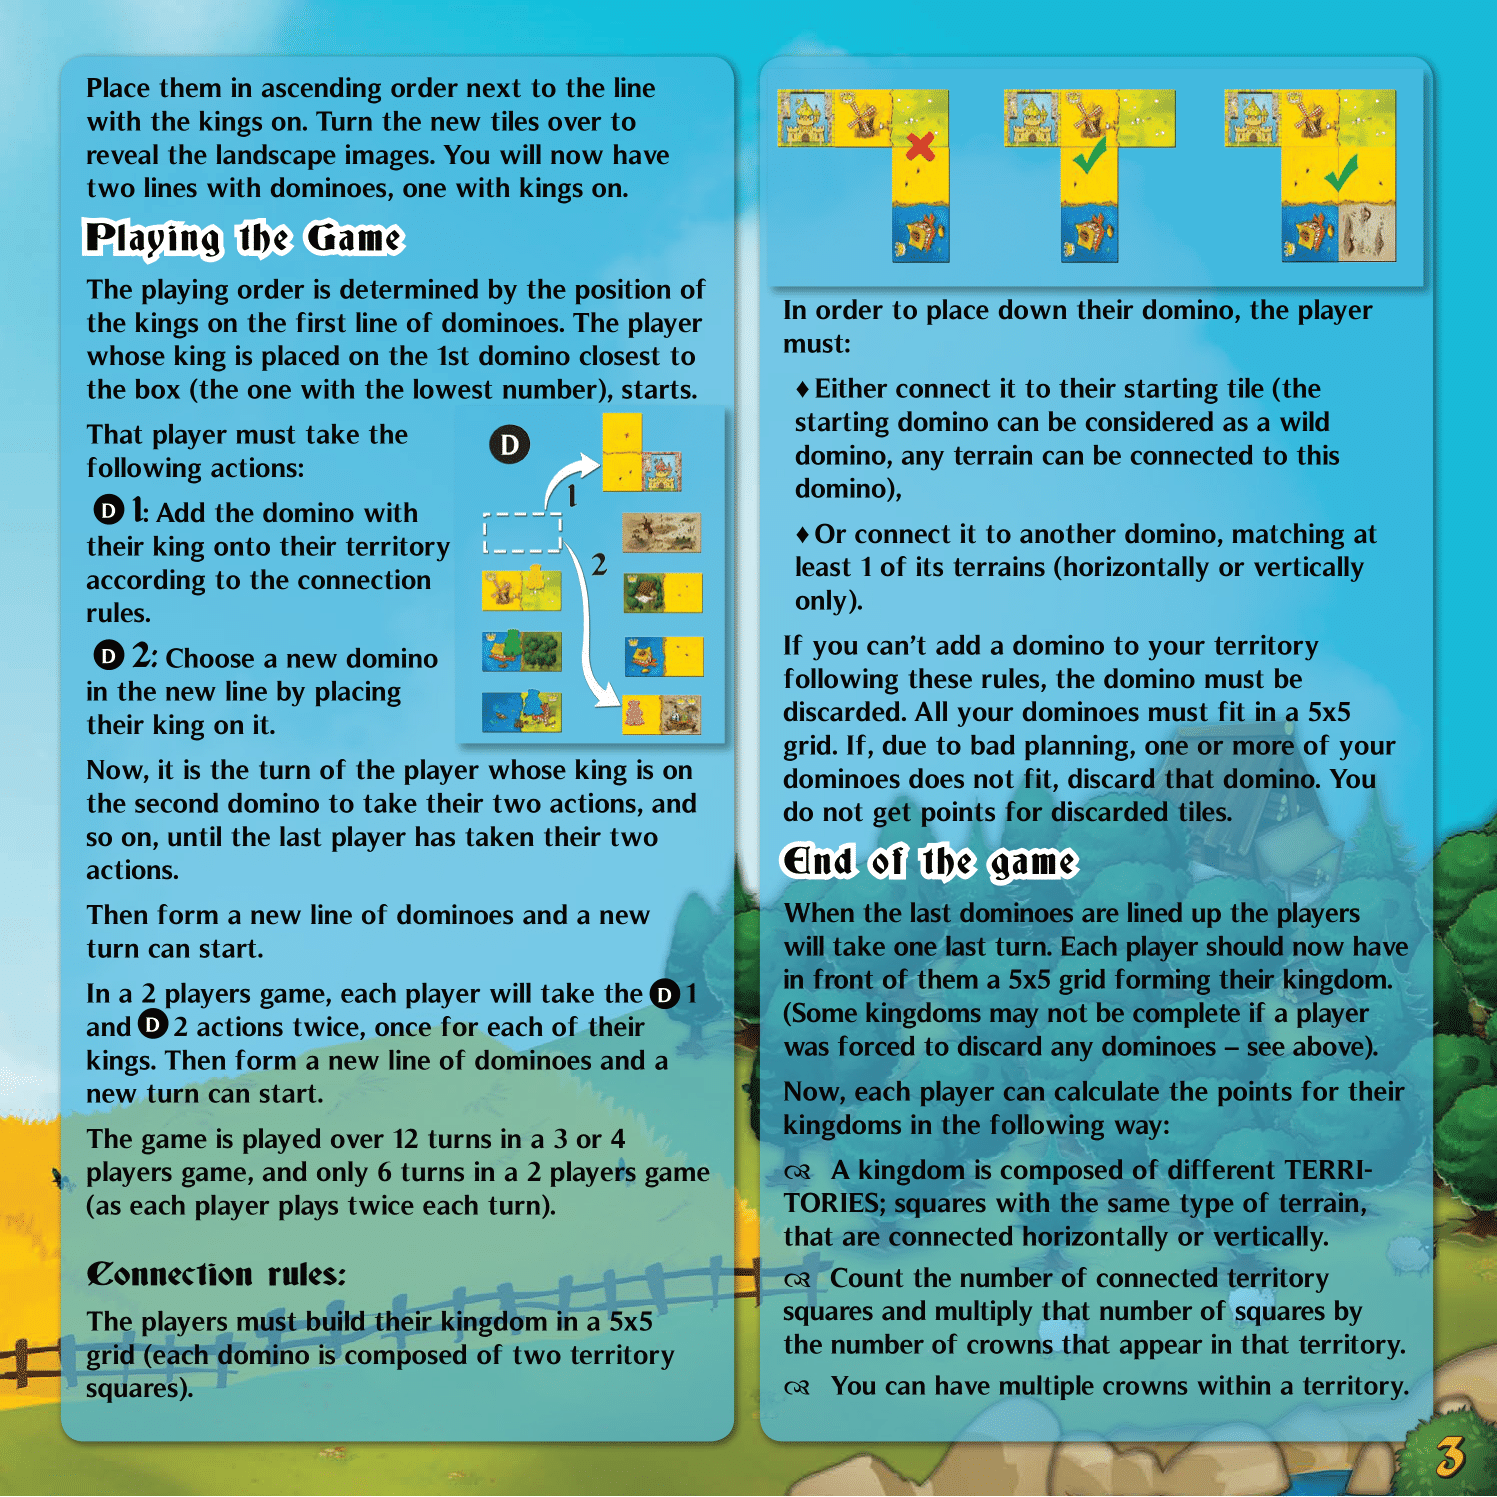 Place them in ascending order next to the line
with the kings on. Turn the new tiles over to
reveal the landscape images. You will now have
two lines with dominoes, one with kings on.
Playing the Game
The playing order is determined by the position of
the kings on the first line of dominoes. The player
whose king is placed on the 1st domino closest to
the box (the one with the lowest number), starts.
That player must take the
following actions:
D 1: Add the domino with
their king onto their territory
according to the connection
rules.
D 2: Choose a new domino
in the new line by placing
their king on it.
D
1
2
Now, it is the turn of the player whose king is on
the second domino to take their two actions, and
so on, until the last player has taken their two
actions.
Then form a new line of dominoes and a new
turn can start.
In a 2 players game, each player will take the D 1
and D 2 actions twice, once for each of their
kings. Then form a new line of dominoes and a
new turn can start.
The game is played over 12 turns in a 3 or 4
players game, and only 6 turns in a 2 players game
(as each player plays twice each turn).
Connection rules:
The players must build their kingdom in a 5x5
grid (each domino is composed of two territory
squares).
In order to place down their domino, the player
must:
♦Either connect it to their starting tile (the
starting domino can be considered as a wild
domino, any terrain can be connected to this
domino),
♦Or connect it to another domino, matching at
least 1 of its terrains (horizontally or vertically
only).
If you can’t add a domino to your territory
following these rules, the domino must be
discarded. All your dominoes must fit in a 5x5
grid. If, due to bad planning, one or more of your
dominoes does not fit, discard that domino. You
do not get points for discarded tiles.
End of the game
When the last dominoes are lined up the players
will take one last turn. Each player should now have
in front of them a 5x5 grid forming their kingdom.
(Some kingdoms may not be complete if a player
was forced to discard any dominoes – see above).
Now, each player can calculate the points for their
kingdoms in the following way:
A kingdom is composed of different TERRI-
TORIES; squares with the same type of terrain,
that are connected horizontally or vertically.
Count the number of connected territory
squares and multiply that number of squares by
the number of crowns that appear in that territory.
You can have multiple crowns within a territory.
3